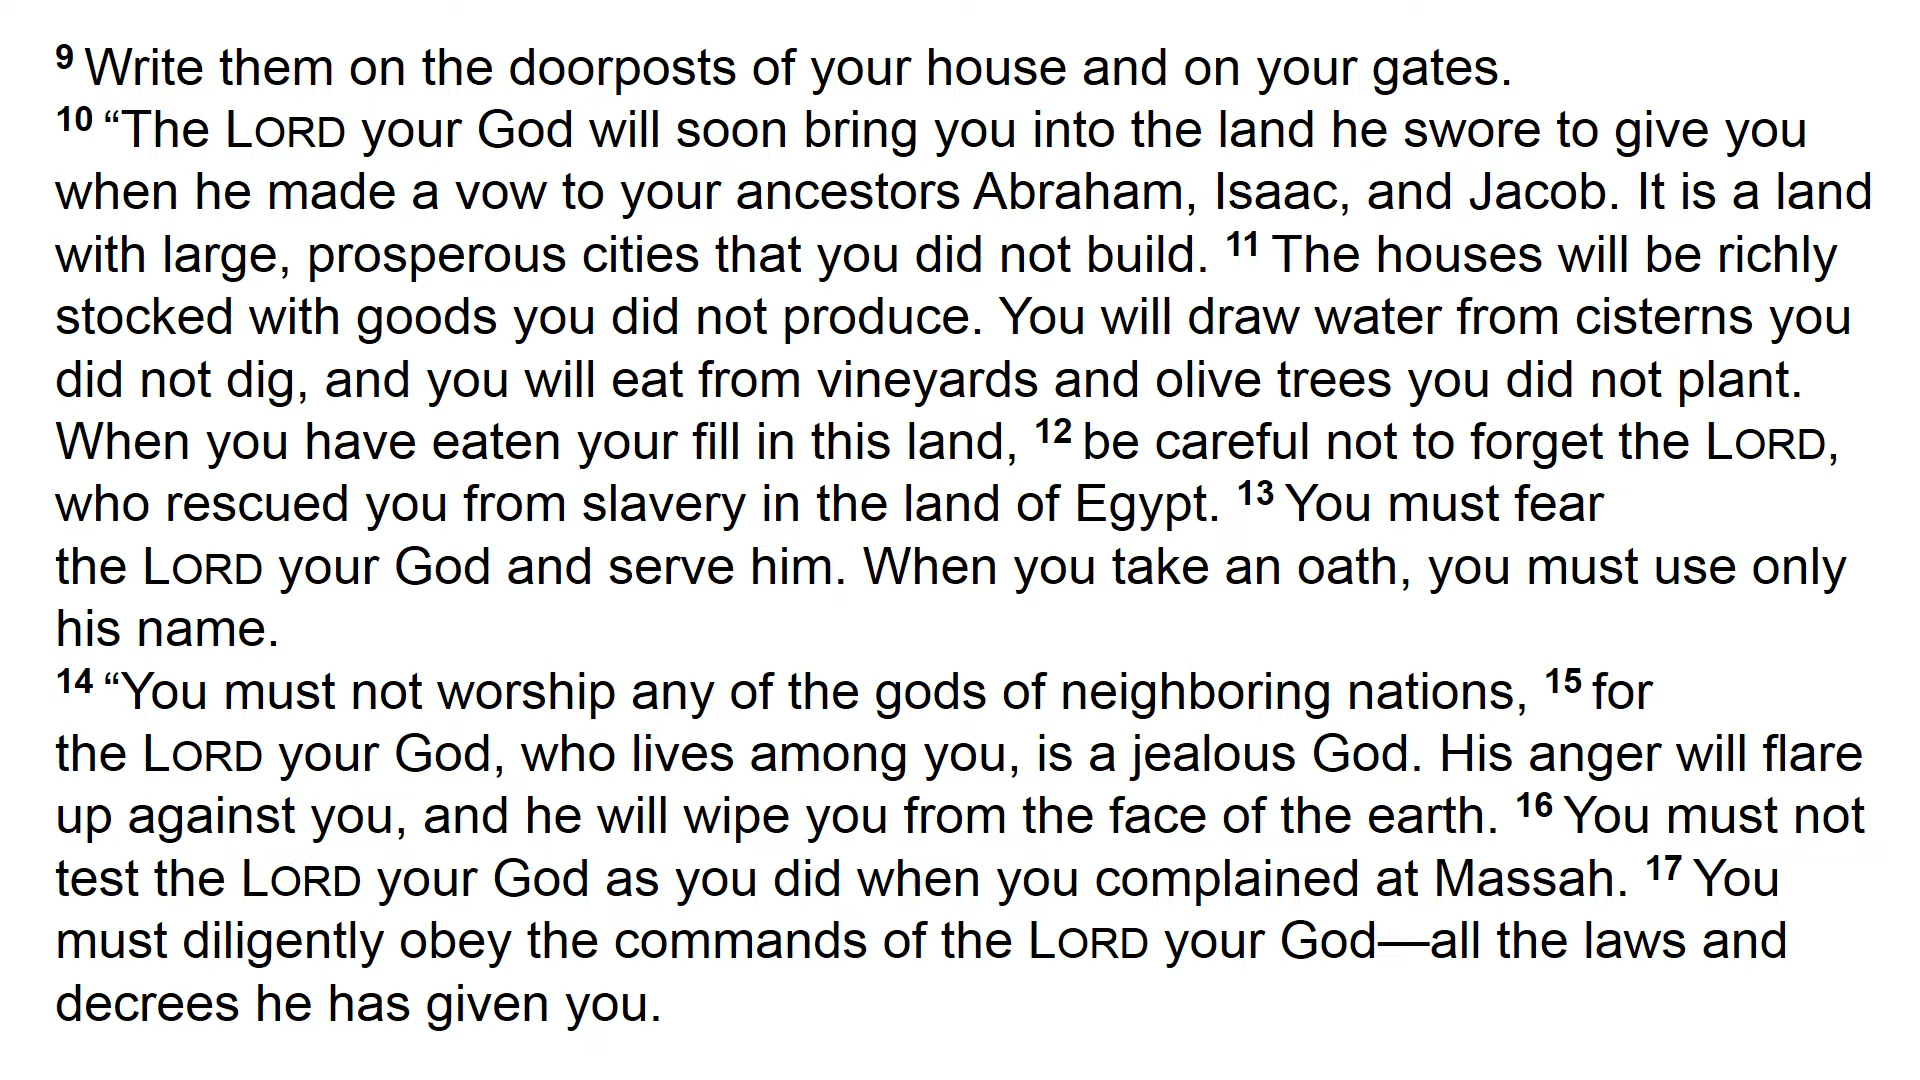 9 Write them on the doorposts of your house and on your gates.
10 “The LORD your God will soon bring you into the land he swore to give you
when he made a vow to your ancestors Abraham, Isaac, and Jacob. It is a land
with large, prosperous cities that you did not build. 11 The houses will be richly
stocked with goods you did not produce. You will draw water from cisterns you
did not dig, and you will eat from vineyards and olive trees you did not plant.
When you have eaten your fill in this land, 12 be careful not to forget the LORD,
who rescued you from slavery in the land of Egypt. 13 You must fear
the LORD your God and serve him. When you take an oath, you must use only
his name.
14 “You must not worship any of the gods of neighboring nations, 15 for
the LORD your God, who lives among you, is a jealous God. His anger will flare
up against you, and he will wipe you from the face of the earth. 16 You must not
test the LORD your God as you did when you complained at Massah. 17 You
must diligently obey the commands of the LORD your God—all the laws and
decrees he has given you.